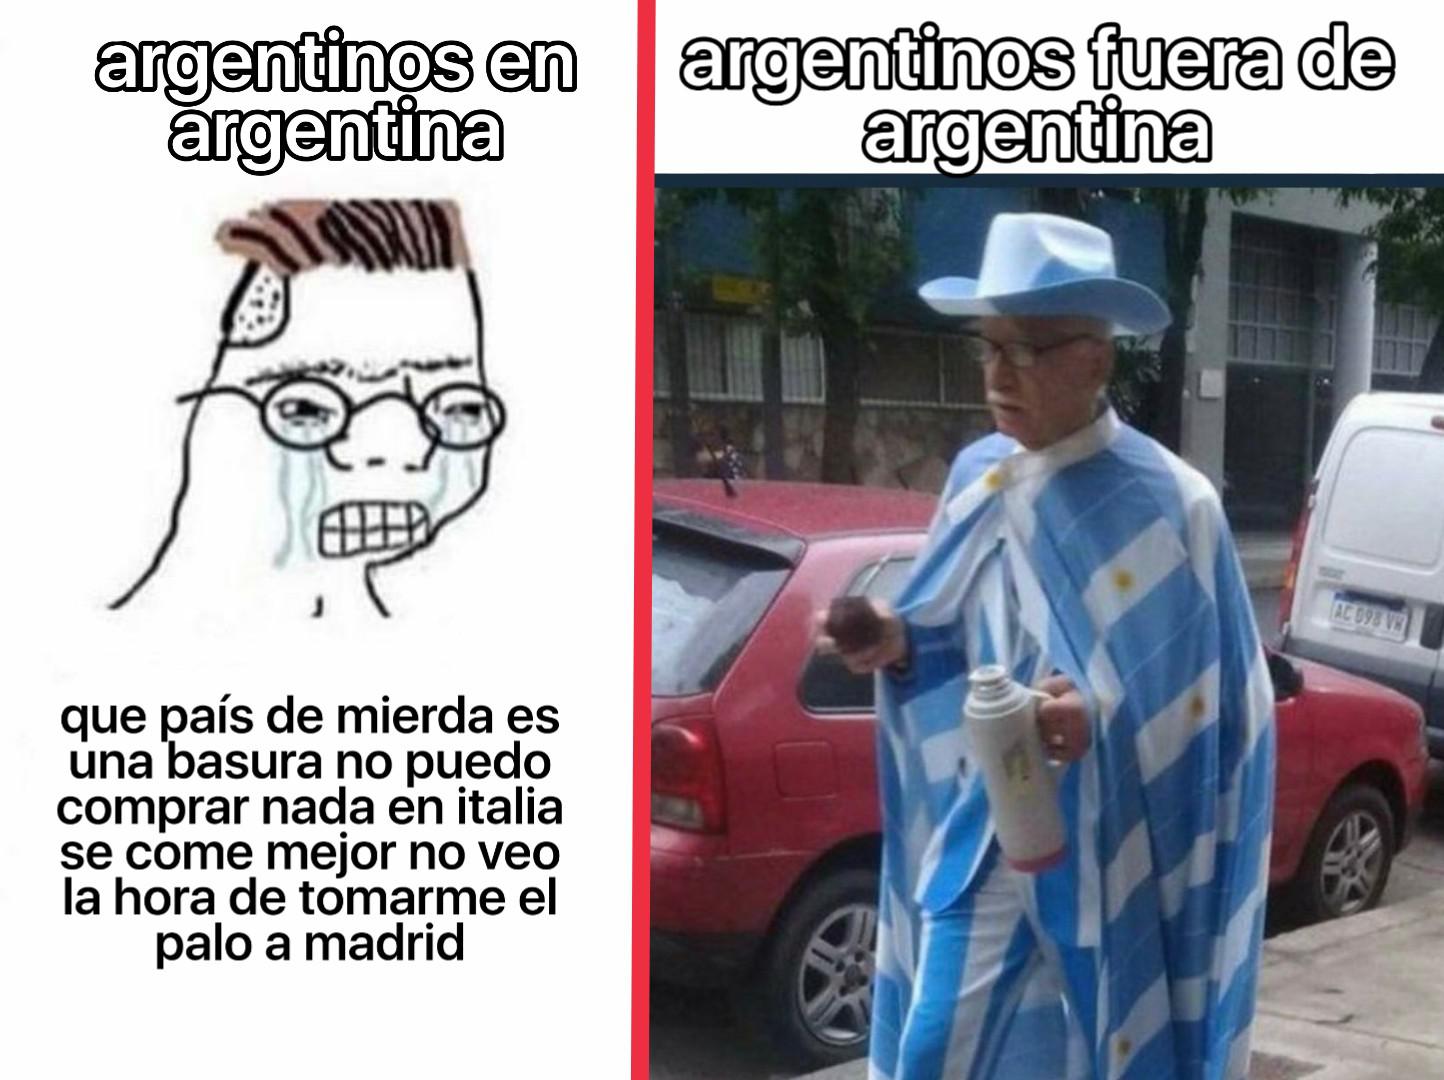 argentinos en
argentina
que país de mierda es
una basura no puedo
comprar nada en italia
se come mejor no veo
la hora de tomarme el
palo a madrid
argentinos fuera de
argentina
AC 098 VH